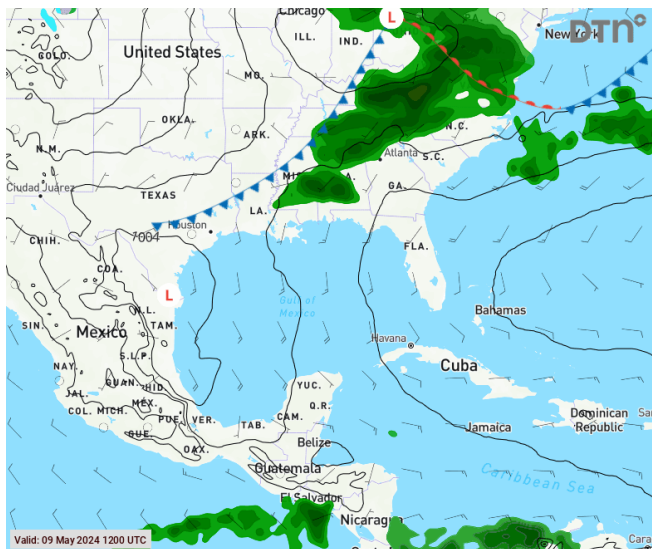 Chicago
L
DTN
New York
COLO.
United States
ILL.
IND.
MO.
OKLA.
ARK.
N.M.
N.C.
S.C.
Atlanta
Ciudad Juárez
TEXAS
LA.
GA.
Houston
7004
CHIH.
COA.
FLA.
L
Gulf of
Mexico
N.L.
TAM.
Bahamas
SIN.
Mexico
Havana
S.L.P.
Cuba
NAY.
GUAN.
HID.
YUC.
JAL.
COL.
MICH.
MEX.
PUE.
VER.
CAM.
Q.R.
TAB.
GUE.
OAX.
Belize
Jamaica
Dominican
Republic
Guatemala
Caribbean Sea
El Salvador
Nicaragu
Cara
Valid: 09 May 2024 1200 UTC